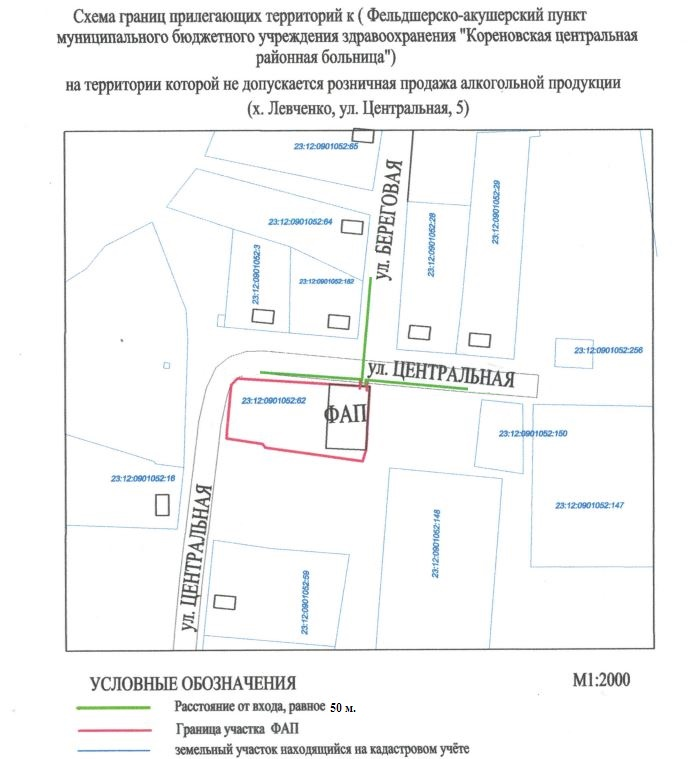 Схема границ прилегающих территорий к ( Фельдшерско-акушерский пункт
муниципального бюджетного учреждения здравоохранения "Кореновская центральная
районная больница")
на территории которой не допускается розничная продажа алкогольной продукции
(х. Левченко, ул. Центральная, 5)
23:12:0901052:65
ул. БЕРЕГОВАЯ
23:12:0901052:29
23:12:0901052:64
23:12:0901052:28
23:12:0901052:3
23:12:0901052:162
23:12:0901052:256
ул. ЦЕНТРАЛЬНАЯ
23:12:0901052:62
ФАП
23:12:0901052:150
23:12:0901052:16
23:12:0901052:147
ул. ЦЕНТРАЛЬНАЯ
23:12:0901052:148
23:12:0901052:59
УСЛОВНЫЕ ОБОЗНАЧЕНИЯ
М1:2000
Расстояние от входа, равное 50 м.
Граница участка ФАП
земельный участок находящийся на кадастровом учёте